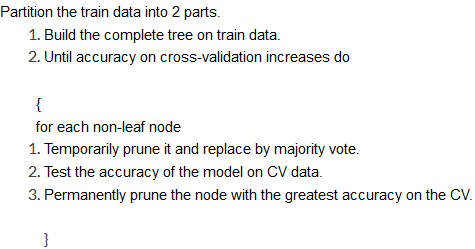 Partition the train data into 2 parts.
1. Build the complete tree on train data.
2. Until accuracy on cross-validation increases do
{
for each non-leaf node
1. Temporarily prune it and replace by majority vote.
2. Test the accuracy of the model on CV data.
3. Permanently prune the node with the greatest accuracy on the CV.
}